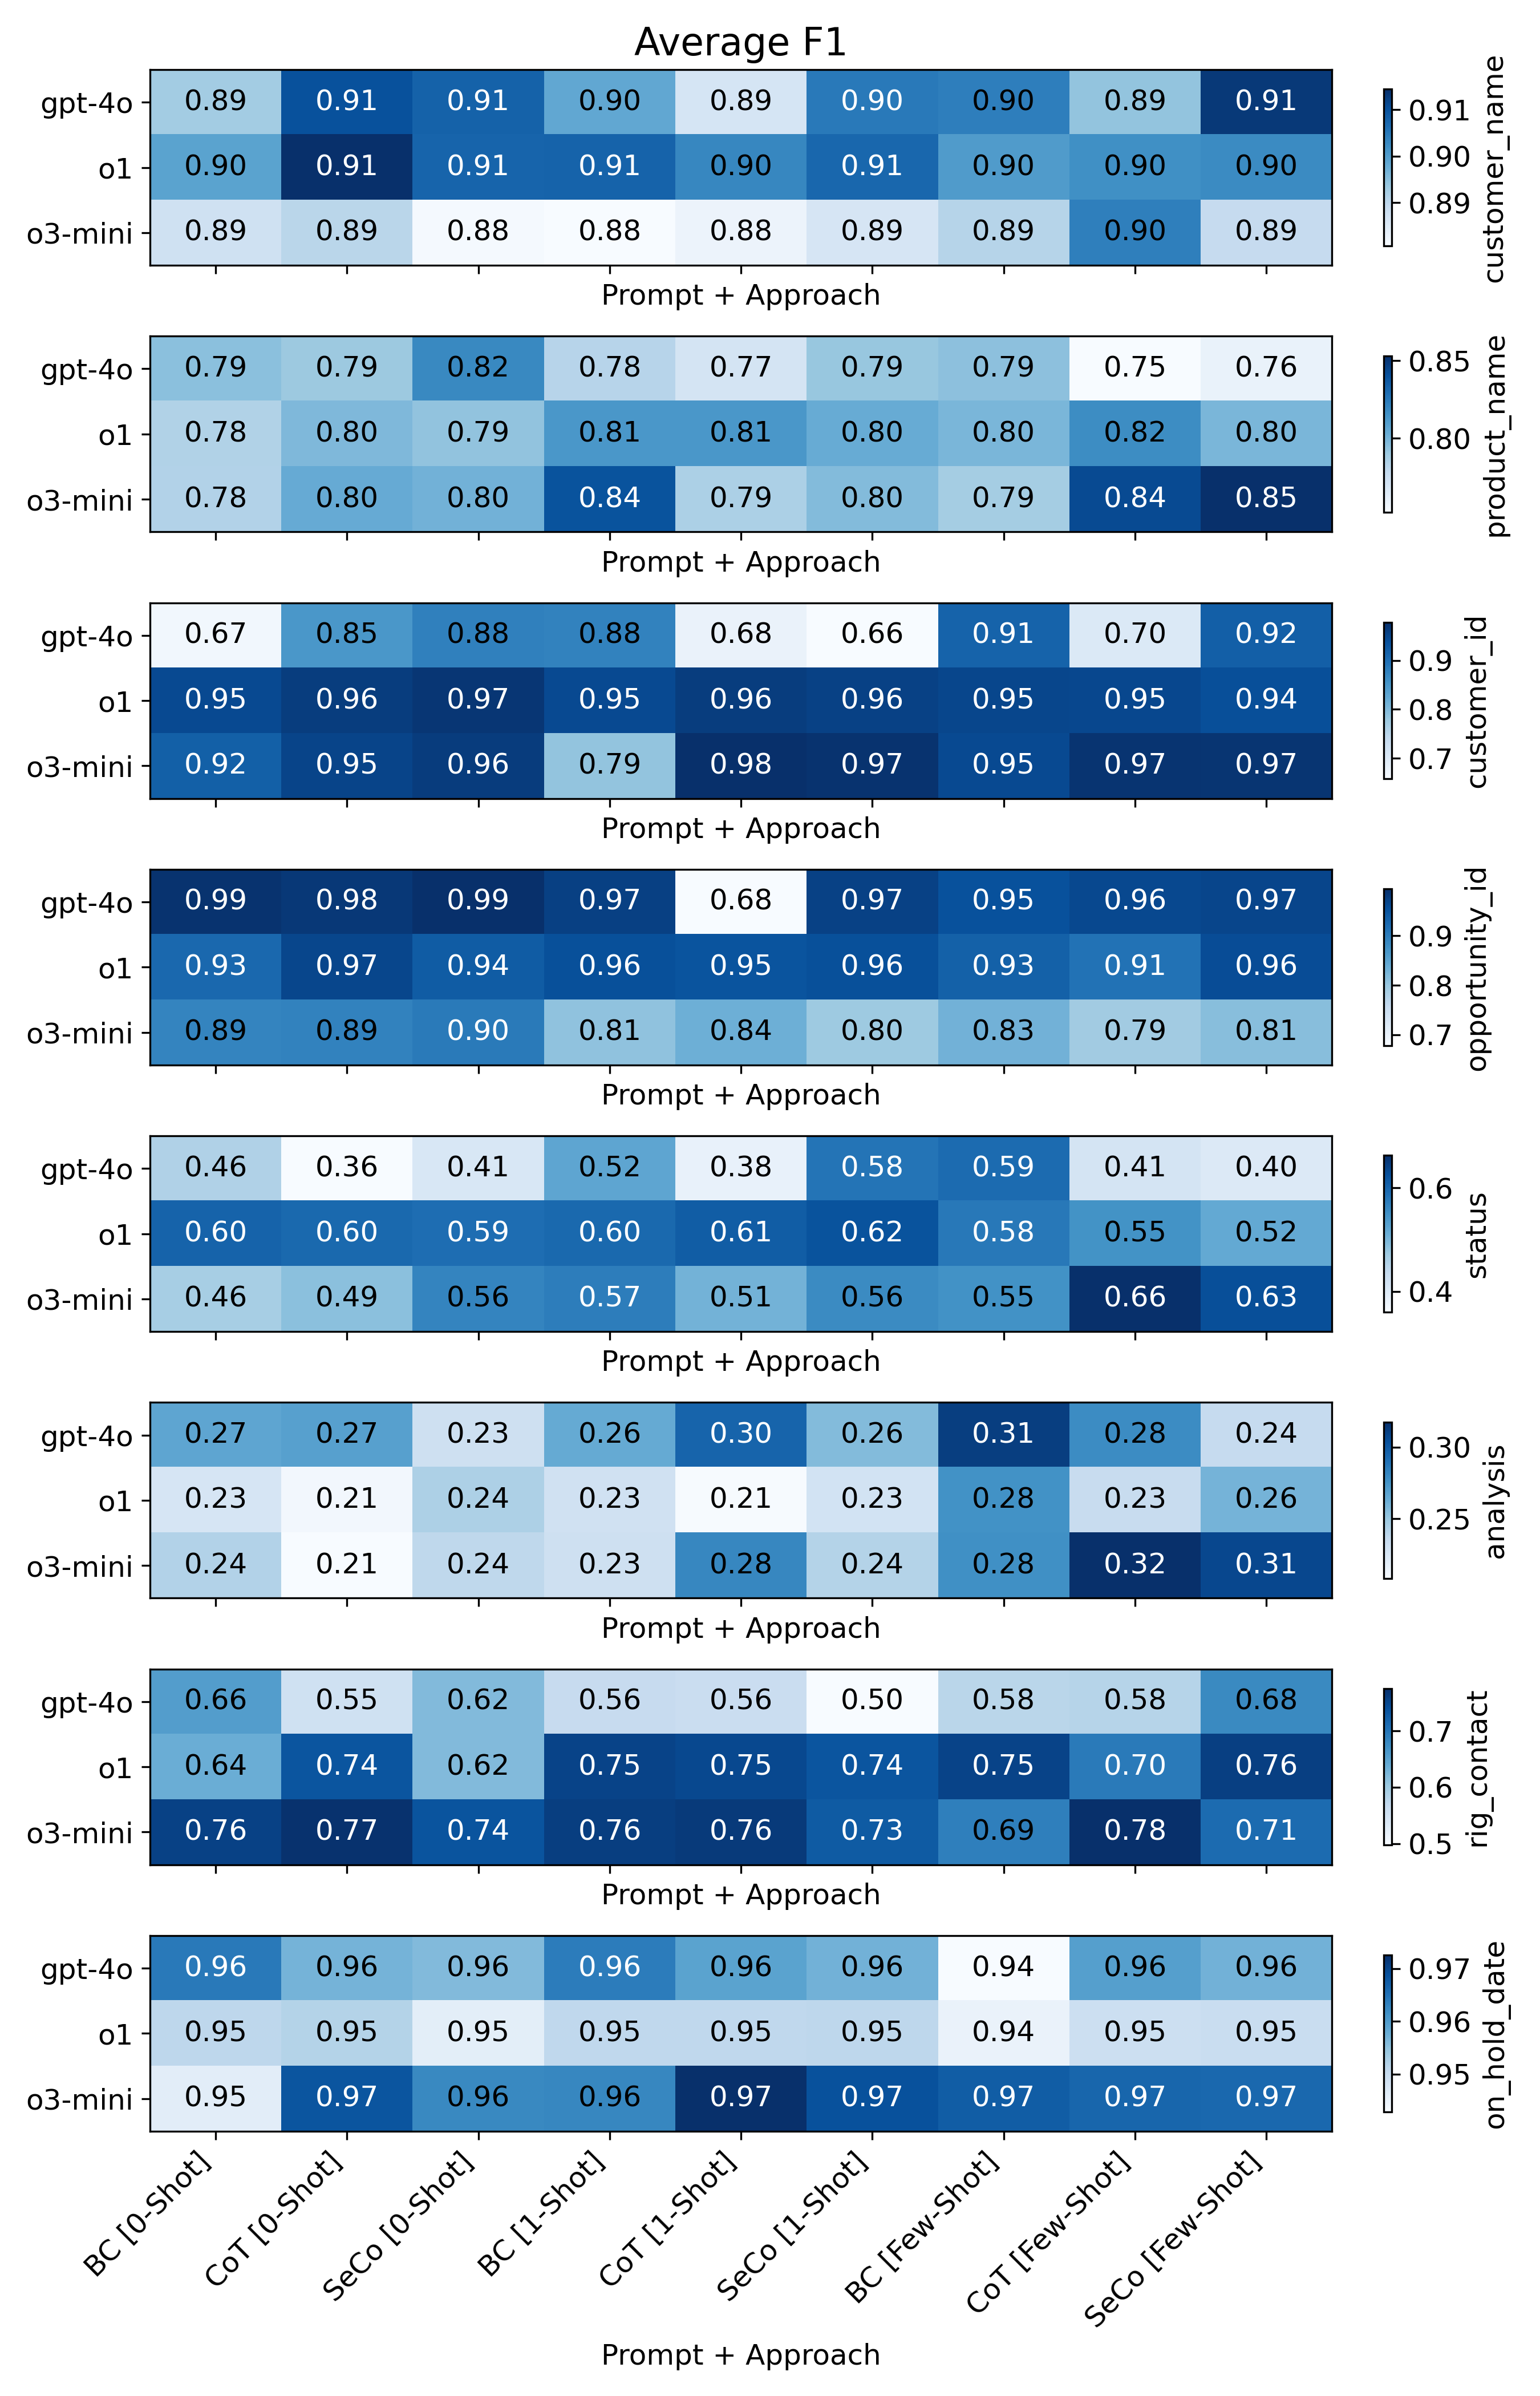 Average F1
gpt-4o 0.89 0.91 0.91 0.90 0.89 0.90 0.90 0.89 0.91
o1 0.90 0.91 0.91 0.91 0.90 0.91 0.90 0.90 0.90
o3-mini 0.89 0.89 0.88 0.88 0.88 0.89 0.89 0.90 0.89
Prompt + Approach
0.91
0.90
0.89
customer_name
gpt-4o 0.79 0.79 0.82 0.78 0.77 0.79 0.79 0.75 0.76
o1 0.78 0.80 0.79 0.81 0.81 0.80 0.80 0.82 0.80
o3-mini 0.78 0.80 0.80 0.84 0.79 0.80 0.79 0.84 0.85
Prompt + Approach
0.85
0.80
product_name
gpt-4o 0.67 0.85 0.88 0.88 0.68 0.66 0.91 0.70 0.92
o1 0.95 0.96 0.97 0.95 0.96 0.96 0.95 0.95 0.94
o3-mini 0.92 0.95 0.96 0.79 0.98 0.97 0.95 0.97 0.97
Prompt + Approach
0.9
0.8
0.7
customer_id
gpt-4o 0.99 0.98 0.99 0.97 0.68 0.97 0.95 0.96 0.97
o1 0.93 0.97 0.94 0.96 0.95 0.96 0.93 0.91 0.96
o3-mini 0.89 0.89 0.90 0.81 0.84 0.80 0.83 0.79 0.81
Prompt + Approach
0.9
0.8
0.7
opportunity_id
gpt-4o 0.46 0.36 0.41 0.52 0.38 0.58 0.59 0.41 0.40
o1 0.60 0.60 0.59 0.60 0.61 0.62 0.58 0.55 0.52
o3-mini 0.46 0.49 0.56 0.57 0.51 0.56 0.55 0.66 0.63
Prompt + Approach
0.6
0.4
status
gpt-4o 0.27 0.27 0.23 0.26 0.30 0.26 0.31 0.28 0.24
o1 0.23 0.21 0.24 0.23 0.21 0.23 0.28 0.23 0.26
o3-mini 0.24 0.21 0.24 0.23 0.28 0.24 0.28 0.32 0.31
Prompt + Approach
0.30
0.25
analysis
gpt-4o 0.66 0.55 0.62 0.56 0.56 0.50 0.58 0.58 0.68
o1 0.64 0.74 0.62 0.75 0.75 0.74 0.75 0.70 0.76
o3-mini 0.76 0.77 0.74 0.76 0.76 0.73 0.69 0.78 0.71
Prompt + Approach
0.7
0.6
0.5
rig_contact
gpt-4o 0.96 0.96 0.96 0.96 0.96 0.96 0.94 0.96 0.96
o1 0.95 0.95 0.95 0.95 0.95 0.95 0.94 0.95 0.95
o3-mini 0.95 0.97 0.96 0.96 0.97 0.97 0.97 0.97 0.97
0.97
0.96
0.95
on_hold_date
BC [0-Shot]
CoT [0-Shot]
SeCo [0-Shot]
BC [1-Shot]
CoT [1-Shot]
SeCo [1-Shot]
BC [Few-Shot]
CoT [Few-Shot]
SeCo [Few-Shot]
Prompt + Approach